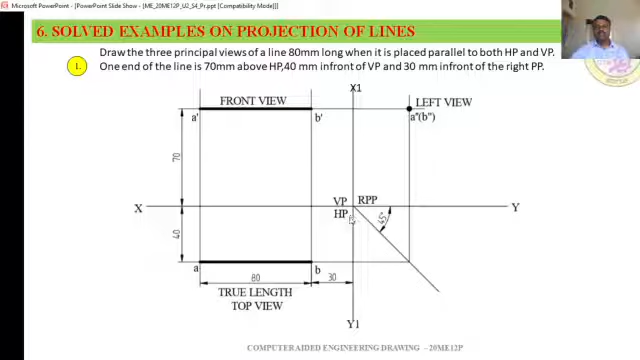 Microsoft PowerPoint - [PowerPoint Slide Show - [ME_20ME12P_U2_S4_Pr.ppt [Compatibility Mode]]
6. SOLVED EXAMPLES ON PROJECTION OF LINES
1. Draw the three principal views of a line 80mm long when it is placed parallel to both HP and VP.
One end of the line is 70mm above HP,40 mm infront of VP and 30 mm infront of the right PP.
X1
FRONT VIEW
LEFT VIEW
a' b' a"(b")
70
VP RPP
X Y
HP
45°
40
a b
80 30
TRUE LENGTH
TOP VIEW
Y1
COMPUTER AIDED ENGINEERING DRAWING – 20ME12P